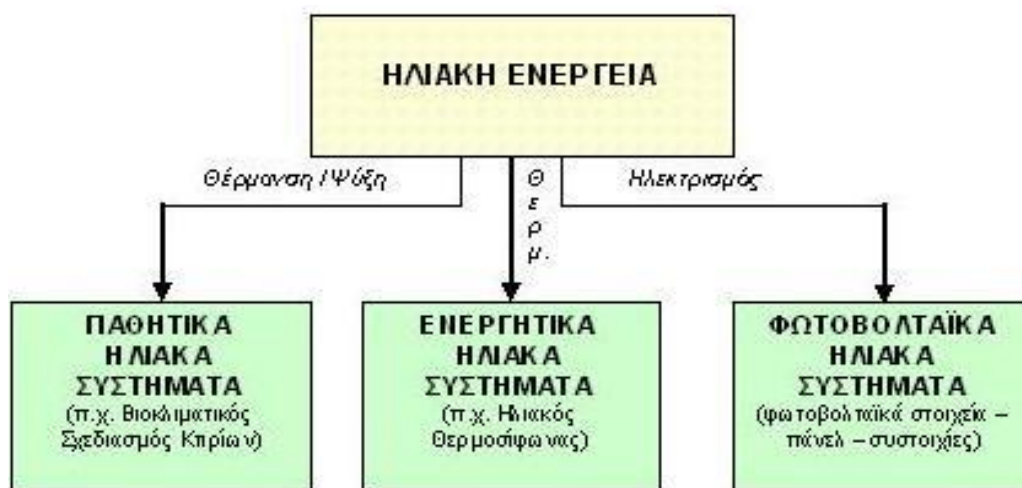 ΗΛΙΑΚΗ ΕΝΕΡΓΕΙΑ
Θέρμανση / Ψύξη
Θερμ.
Ηλεκτρισμός
ΠΑΘΗΤΙΚΑ
ΗΛΙΑΚΑ
ΣΥΣΤΗΜΑΤΑ
(π.χ. Βιοκλιματικός
Σχεδιασμός Κτιρίων)
ΕΝΕΡΓΗΤΙΚΑ
ΗΛΙΑΚΑ
ΣΥΣΤΗΜΑΤΑ
(π.χ. Ηλιακός
Θερμοσίφωνας)
ΦΩΤΟΒΟΛΤΑΪΚΑ
ΗΛΙΑΚΑ
ΣΥΣΤΗΜΑΤΑ
(φωτοβολταϊκά στοιχεία –
πάνελ – συστοιχίες)